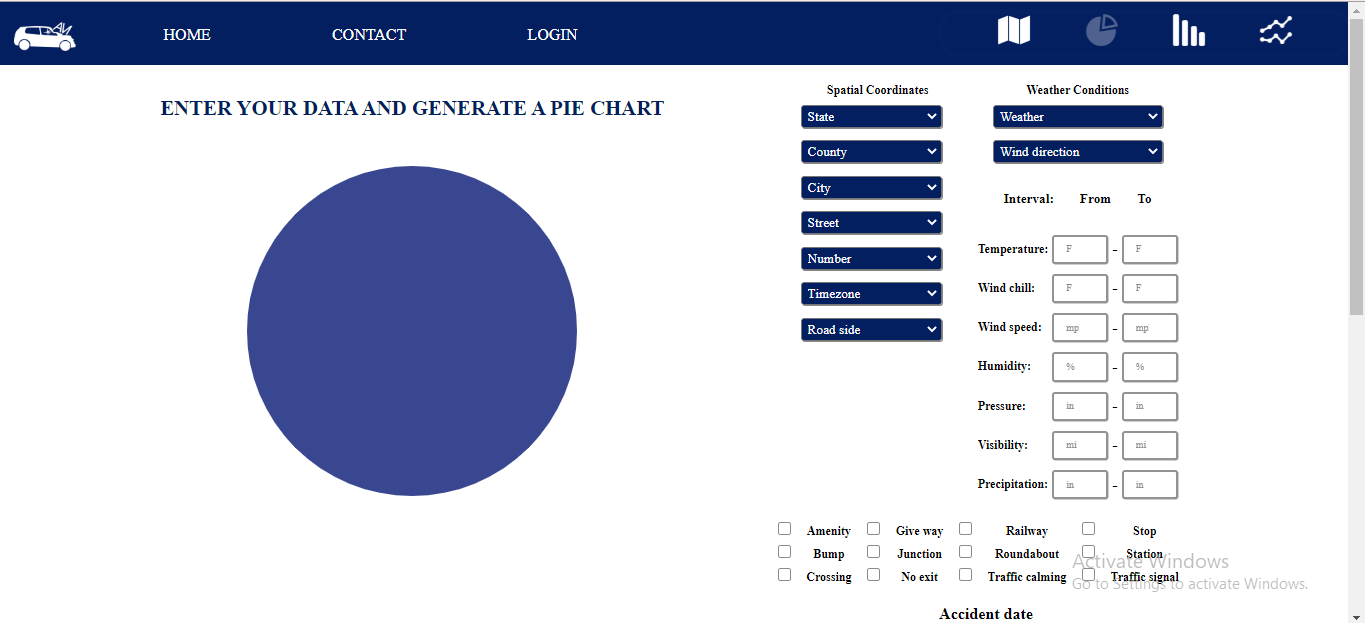 HOME CONTACT LOGIN
ENTER YOUR DATA AND GENERATE A PIE CHART
Spatial Coordinates
State
County
City
Street
Number
Timezone
Road side
Weather Conditions
Weather
Wind direction
Interval: From To
Temperature: F - F
Wind chill: F - F
Wind speed: mp - mp
Humidity: % - %
Pressure: in - in
Visibility: mi - mi
Precipitation: in - in
Amenity Give way Railway Stop
Bump Junction Roundabout Station
Crossing No exit Traffic calming Traffic signal
Activate Windows
Go to Settings to activate Windows.
Accident date